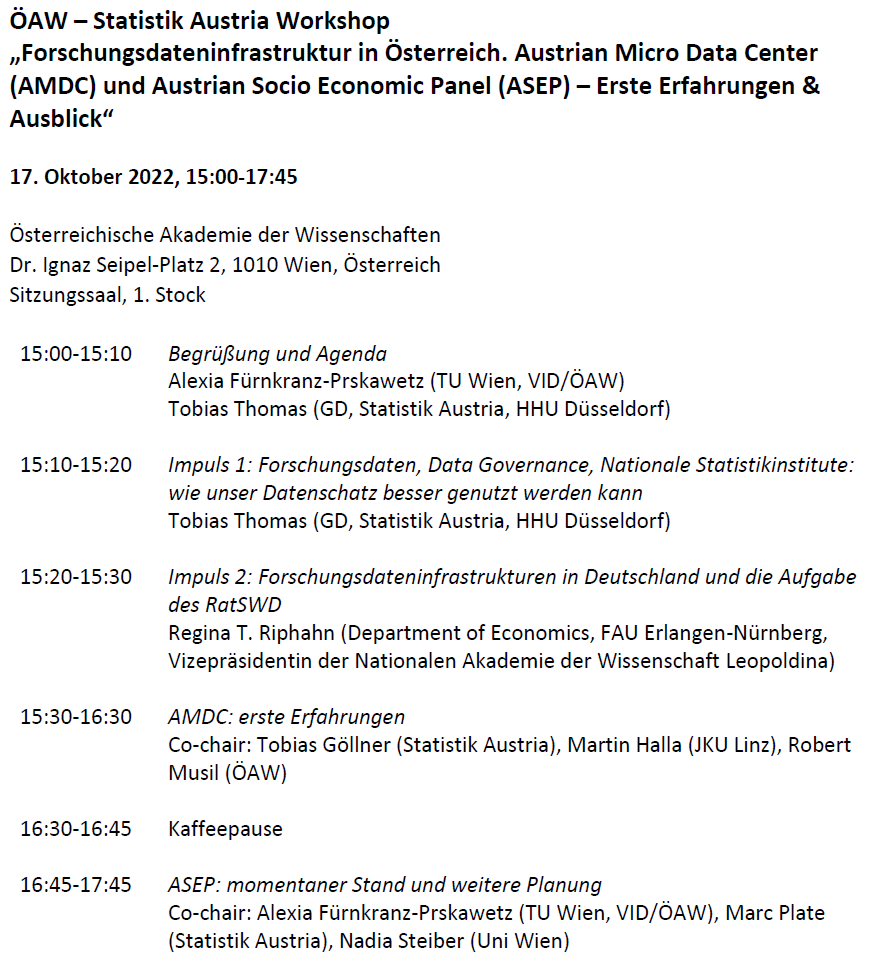 ÖAW – Statistik Austria Workshop
„Forschungsdateninfrastruktur in Österreich. Austrian Micro Data Center
(AMDC) und Austrian Socio Economic Panel (ASEP) – Erste Erfahrungen &
Ausblick“
17. Oktober 2022, 15:00-17:45
Österreichische Akademie der Wissenschaften
Dr. Ignaz Seipel-Platz 2, 1010 Wien, Österreich
Sitzungssaal, 1. Stock
15:00-15:10 Begrüßung und Agenda
Alexia Fürnkranz-Prskawetz (TU Wien, VID/ÖAW)
Tobias Thomas (GD, Statistik Austria, HHU Düsseldorf)
15:10-15:20 Impuls 1: Forschungsdaten, Data Governance, Nationale Statistikinstitute:
wie unser Datenschatz besser genutzt werden kann
Tobias Thomas (GD, Statistik Austria, HHU Düsseldorf)
15:20-15:30 Impuls 2: Forschungsdateninfrastrukturen in Deutschland und die Aufgabe
des RatSWD
Regina T. Riphahn (Department of Economics, FAU Erlangen-Nürnberg,
Vizepräsidentin der Nationalen Akademie der Wissenschaft Leopoldina)
15:30-16:30 AMDC: erste Erfahrungen
Co-chair: Tobias Göllner (Statistik Austria), Martin Halla (JKU Linz), Robert
Musil (ÖAW)
16:30-16:45 Kaffeepause
16:45-17:45 ASEP: momentaner Stand und weitere Planung
Co-chair: Alexia Fürnkranz-Prskawetz (TU Wien, VID/ÖAW), Marc Plate
(Statistik Austria), Nadia Steiber (Uni Wien)